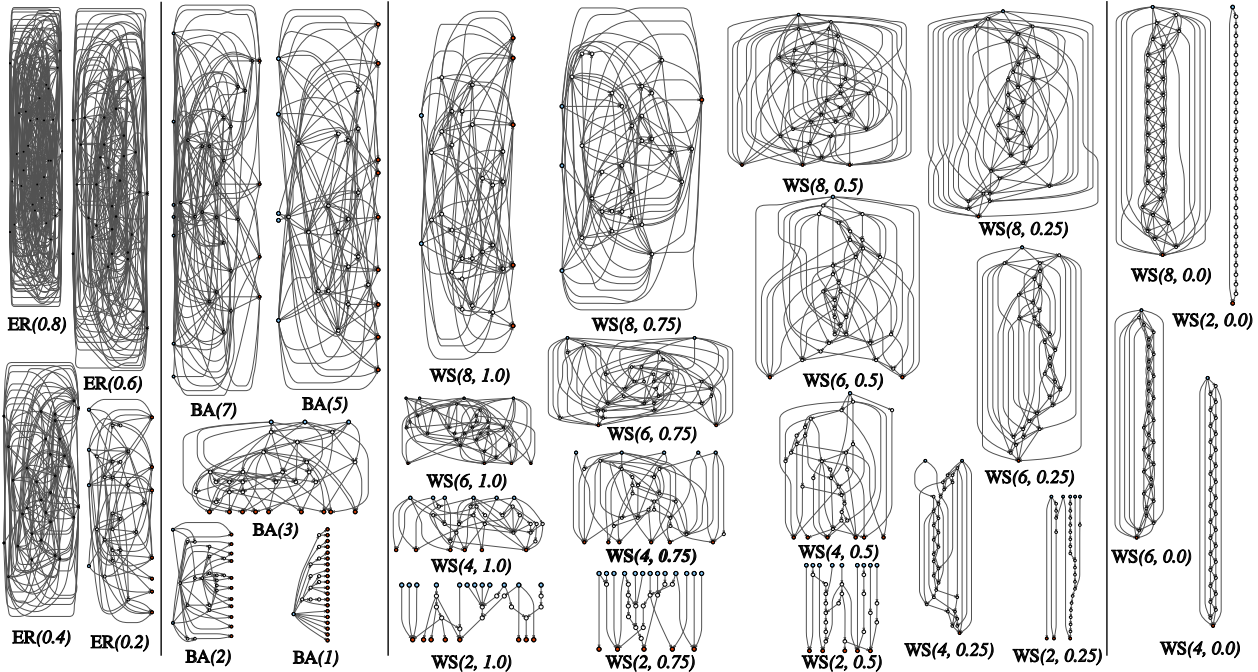 ER(0.8)
ER(0.6)
ER(0.4)
ER(0.2)
BA(7)
BA(5)
BA(3)
BA(2)
BA(1)
WS(8, 1.0)
WS(6, 1.0)
WS(4, 1.0)
WS(2, 1.0)
WS(8, 0.75)
WS(6, 0.75)
WS(4, 0.75)
WS(2, 0.75)
WS(8, 0.5)
WS(6, 0.5)
WS(4, 0.5)
WS(2, 0.5)
WS(8, 0.25)
WS(6, 0.25)
WS(4, 0.25)
WS(2, 0.25)
WS(8, 0.0)
WS(2, 0.0)
WS(6, 0.0)
WS(4, 0.0)